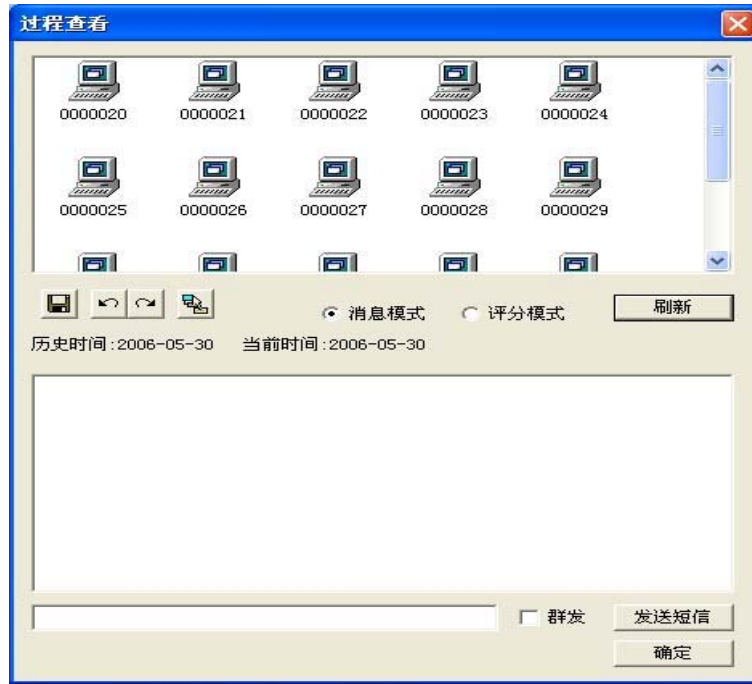 过程查看
0000020 0000021 0000022 0000023 0000024
0000025 0000026 0000027 0000028 0000029
消息模式 评分模式 刷新
历史时间:2006-05-30 当前时间:2006-05-30
群发 发送短信
确定